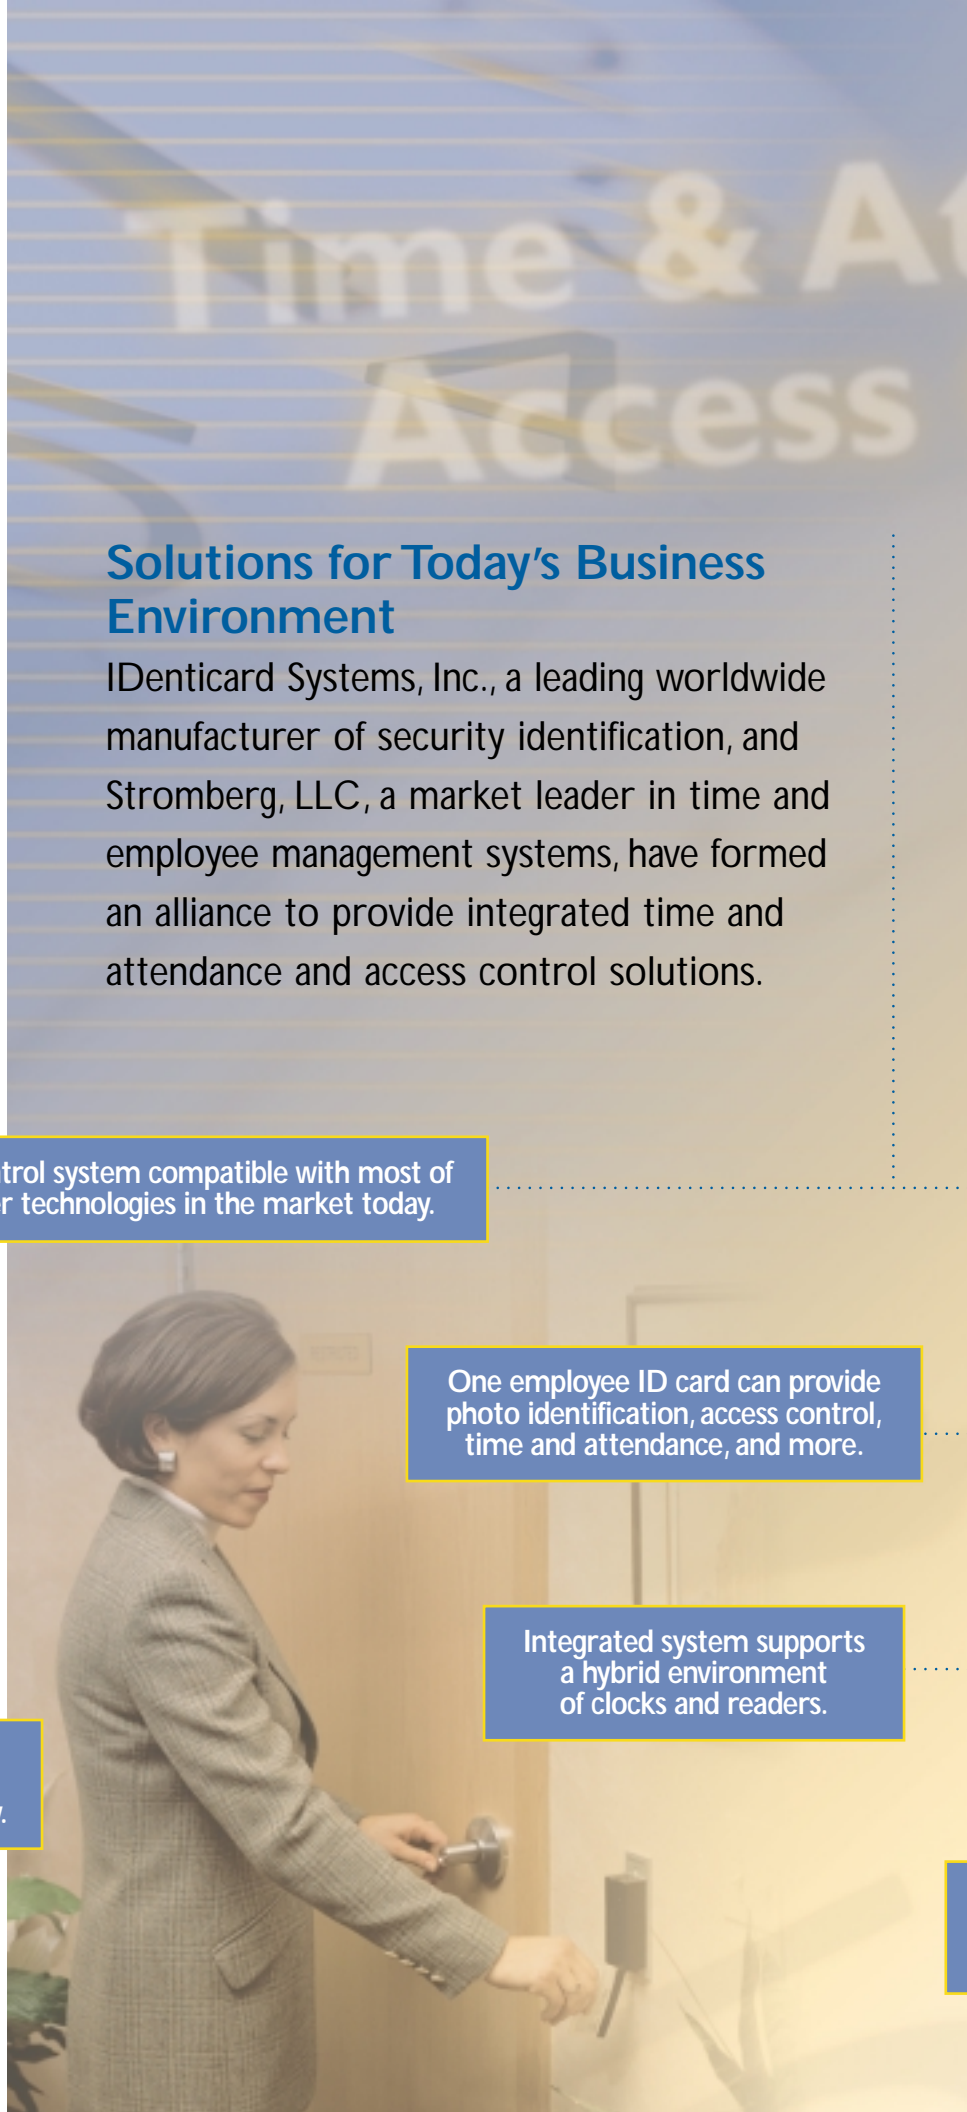 Time & At
Access
Solutions for Today's Business
Environment
IDenticard Systems, Inc., a leading worldwide
manufacturer of security identification, and
Stromberg, LLC, a market leader in time and
employee management systems, have formed
an alliance to provide integrated time and
attendance and access control solutions.
trol system compatible with most of
r technologies in the market today.
One employee ID card can provide
photo identification, access control,
time and attendance, and more.
Integrated system supports
a hybrid environment
of clocks and readers.